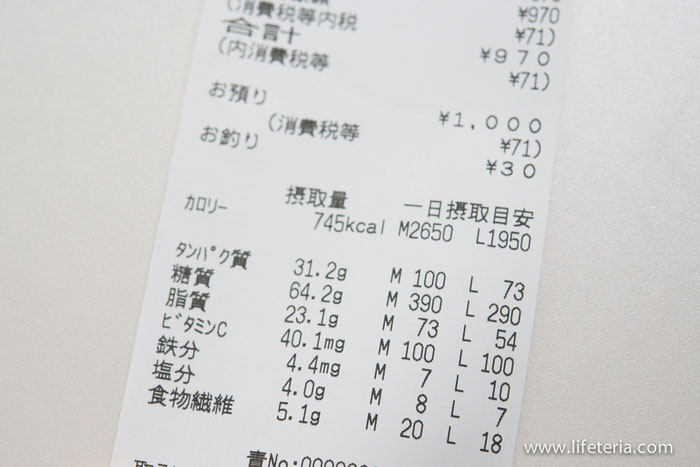 (消費税等内税 ¥970
合計 ¥71)
(内消費税等 ¥970
¥71)
お預り ¥1,000
(消費税等 ¥71)
お釣り ¥30
摂取量 一日摂取目安
カロリー 745kcal M2650 L1950
タンパク質 31.2g M 100 L 73
糖質 64.2g M 390 L 290
脂質 23.1g M 73 L 54
ビタミンC 40.1mg M 100 L 100
鉄分 4.4mg M 7 L 10
塩分 4.0g M 8 L 7
食物繊維 5.1g M 20 L 18
責No:
www.lifeteria.com